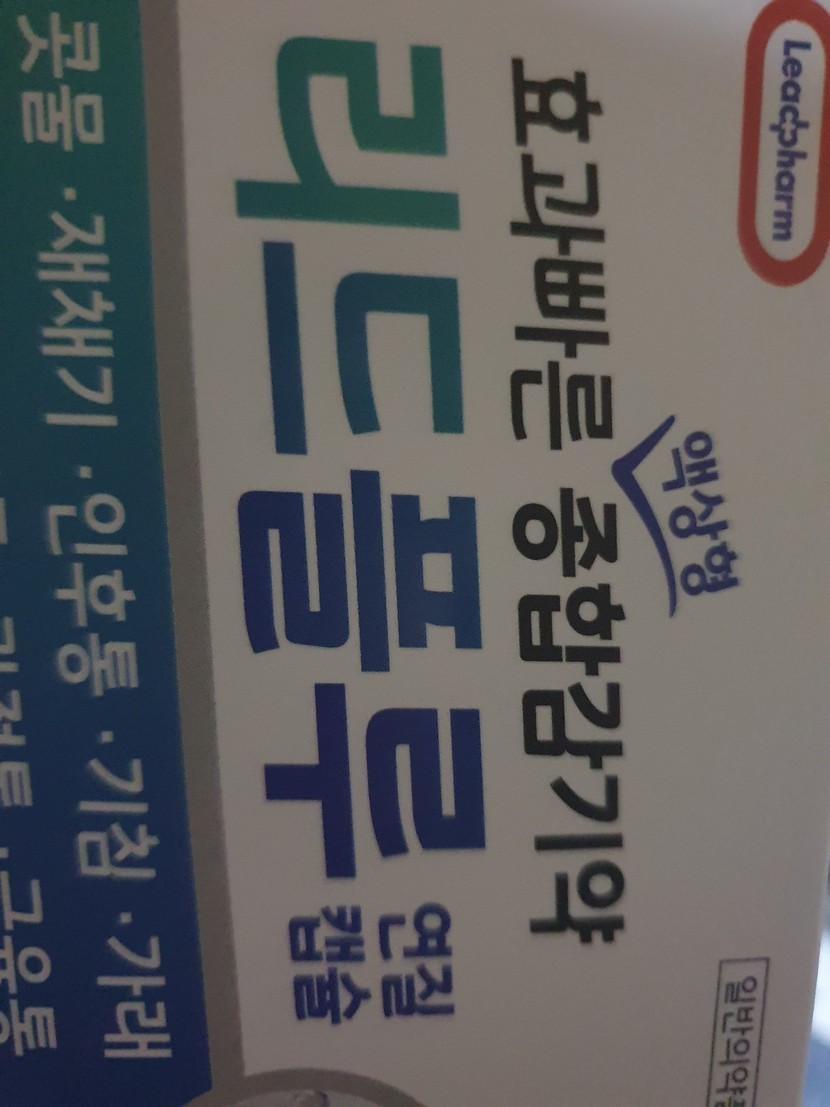 Leadpharm
일반의약품
액상형
효과빠른 종합감기약
리드플루 연질
캡슐
콧물 · 재채기 · 인후통 · 기침 · 가래